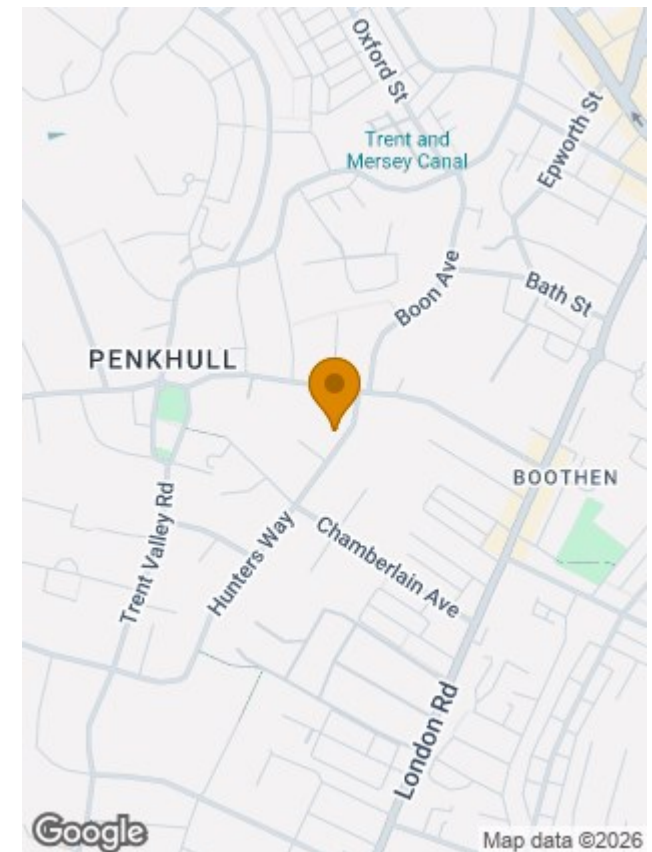 Oxford St
Trent and
Mersey Canal
Epworth St
Boon Ave
Bath St
PENKHULL
BOOTHEN
Trent Valley Rd
Hunters Way
Chamberlain Ave
London Rd
Google
Map data ©2026